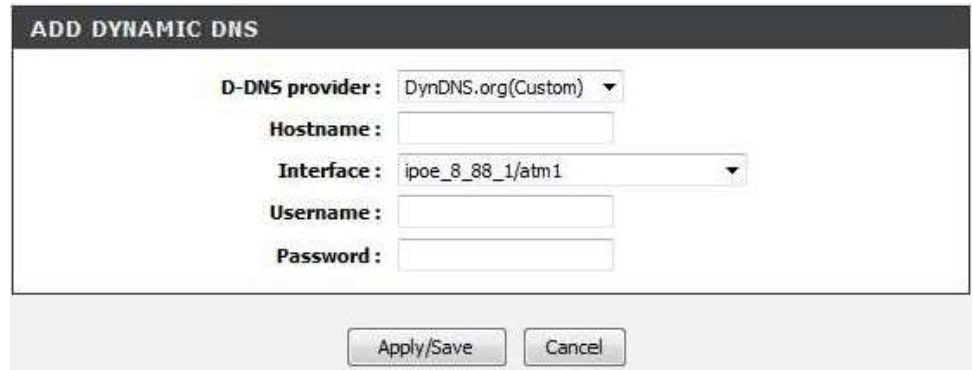 ADD DYNAMIC DNS
D-DNS provider : DynDNS.org(Custom)
Hostname :
Interface : ipoe_8_88_1/atm1
Username :
Password :
Apply/Save Cancel